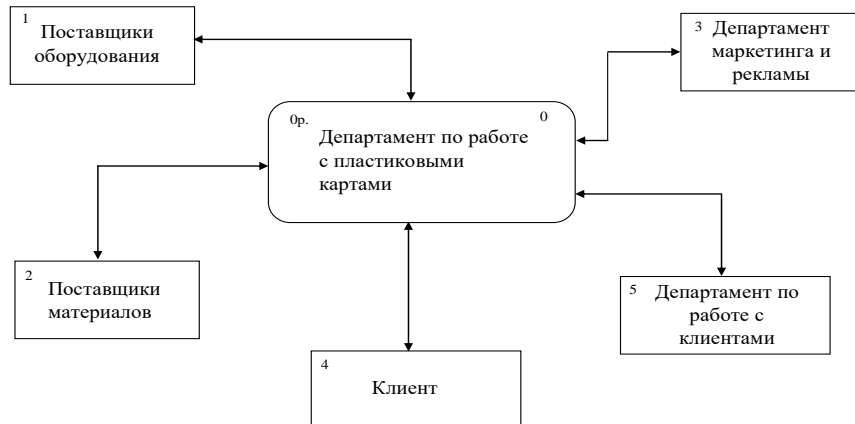 1
Поставщики
оборудования
3 Департамент
маркетинга и
рекламы
0р.
0
Департамент по работе
с пластиковыми
картами
2
Поставщики
материалов
5 Департамент по
работе с
клиентами
4
Клиент